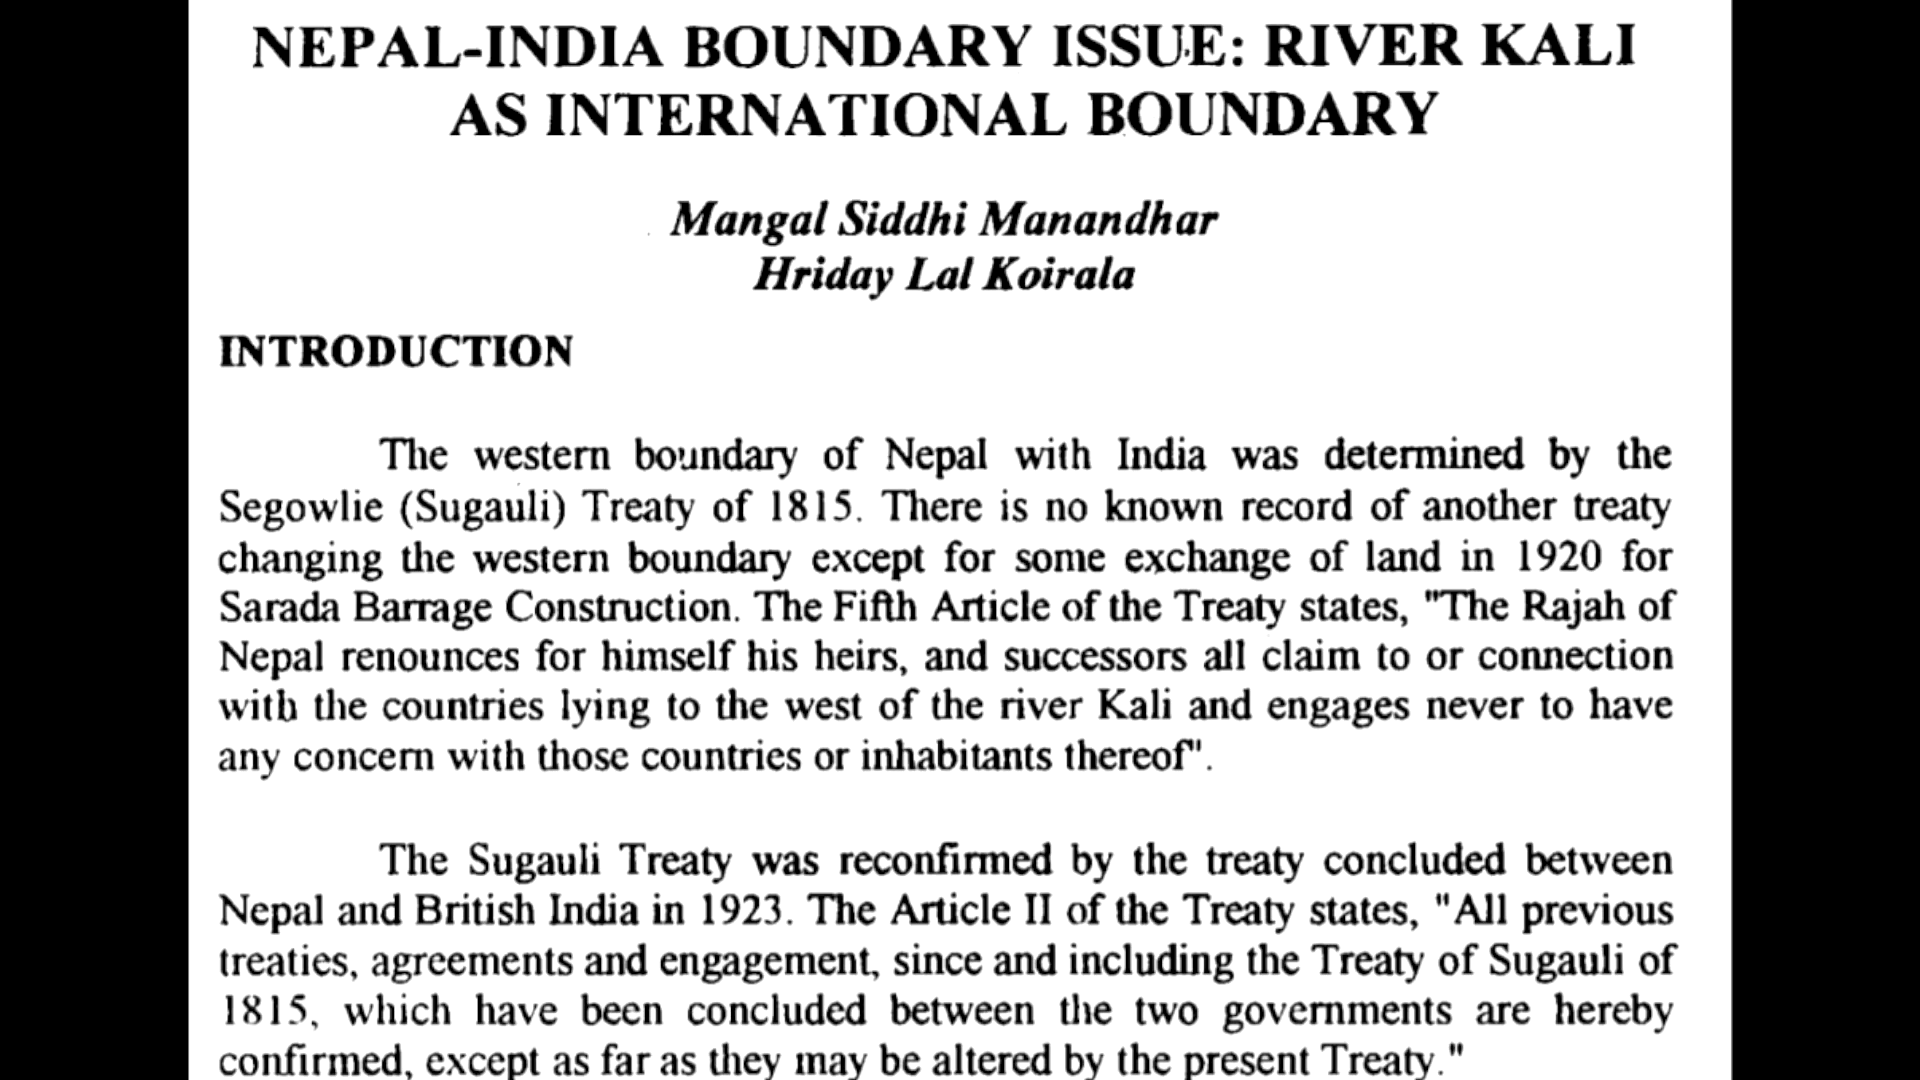 NEPAL-INDIA BOUNDARY ISSUE: RIVER KALI
AS INTERNATIONAL BOUNDARY
Mangal Siddhi Manandhar
Hriday Lal Koirala
INTRODUCTION
The western boundary of Nepal with India was determined by the
Segowlie (Sugauli) Treaty of 1815. There is no known record of another treaty
changing the western boundary except for some exchange of land in 1920 for
Sarada Barrage Construction. The Fifth Article of the Treaty states, "The Rajah of
Nepal renounces for himself his heirs, and successors all claim to or connection
with the countries lying to the west of the river Kali and engages never to have
any concern with those countries or inhabitants thereof".
The Sugauli Treaty was reconfirmed by the treaty concluded between
Nepal and British India in 1923. The Article II of the Treaty states, "All previous
treaties, agreements and engagement, since and including the Treaty of Sugauli of
1815, which have been concluded between the two governments are hereby
confirmed, except as far as they may be altered by the present Treaty."